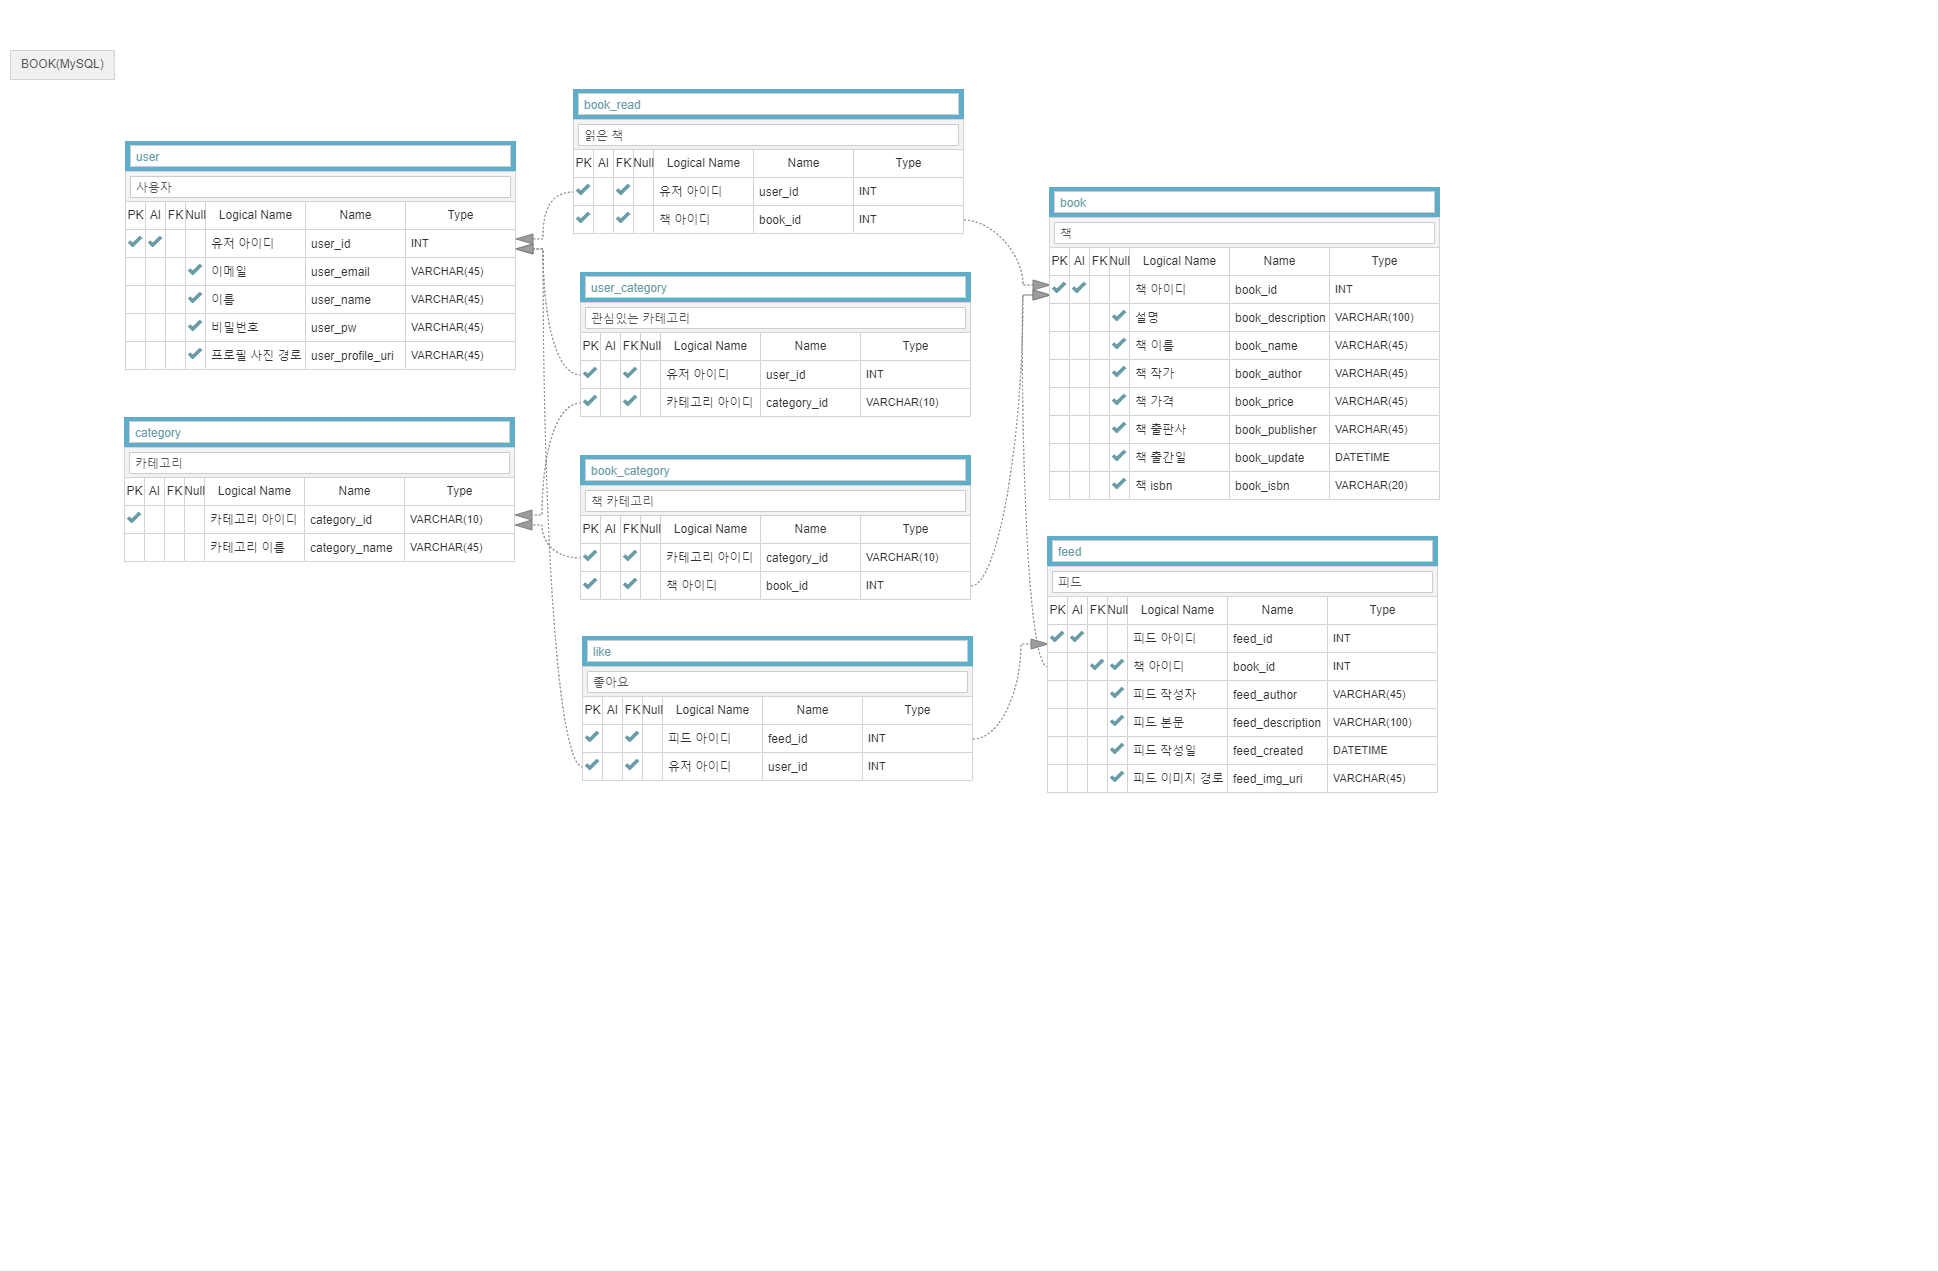 BOOK(MySQL)
user
사용자
PK AI FK Null Logical Name Name Type
유저 아이디 user_id INT
이메일 user_email VARCHAR(45)
이름 user_name VARCHAR(45)
비밀번호 user_pw VARCHAR(45)
프로필 사진 경로 user_profile_uri VARCHAR(45)
category
카테고리
PK AI FK Null Logical Name Name Type
카테고리 아이디 category_id VARCHAR(10)
카테고리 이름 category_name VARCHAR(45)
book_read
읽은 책
PK AI FK Null Logical Name Name Type
유저 아이디 user_id INT
책 아이디 book_id INT
user_category
관심있는 카테고리
PK AI FK Null Logical Name Name Type
유저 아이디 user_id INT
카테고리 아이디 category_id VARCHAR(10)
book_category
책 카테고리
PK AI FK Null Logical Name Name Type
카테고리 아이디 category_id VARCHAR(10)
책 아이디 book_id INT
like
좋아요
PK AI FK Null Logical Name Name Type
피드 아이디 feed_id INT
유저 아이디 user_id INT
book
책
PK AI FK Null Logical Name Name Type
책 아이디 book_id INT
설명 book_description VARCHAR(100)
책 이름 book_name VARCHAR(45)
책 작가 book_author VARCHAR(45)
책 가격 book_price VARCHAR(45)
책 출판사 book_publisher VARCHAR(45)
책 출간일 book_update DATETIME
책 isbn book_isbn VARCHAR(20)
feed
피드
PK AI FK Null Logical Name Name Type
피드 아이디 feed_id INT
책 아이디 book_id INT
피드 작성자 feed_author VARCHAR(45)
피드 본문 feed_description VARCHAR(100)
피드 작성일 feed_created DATETIME
피드 이미지 경로 feed_img_uri VARCHAR(45)